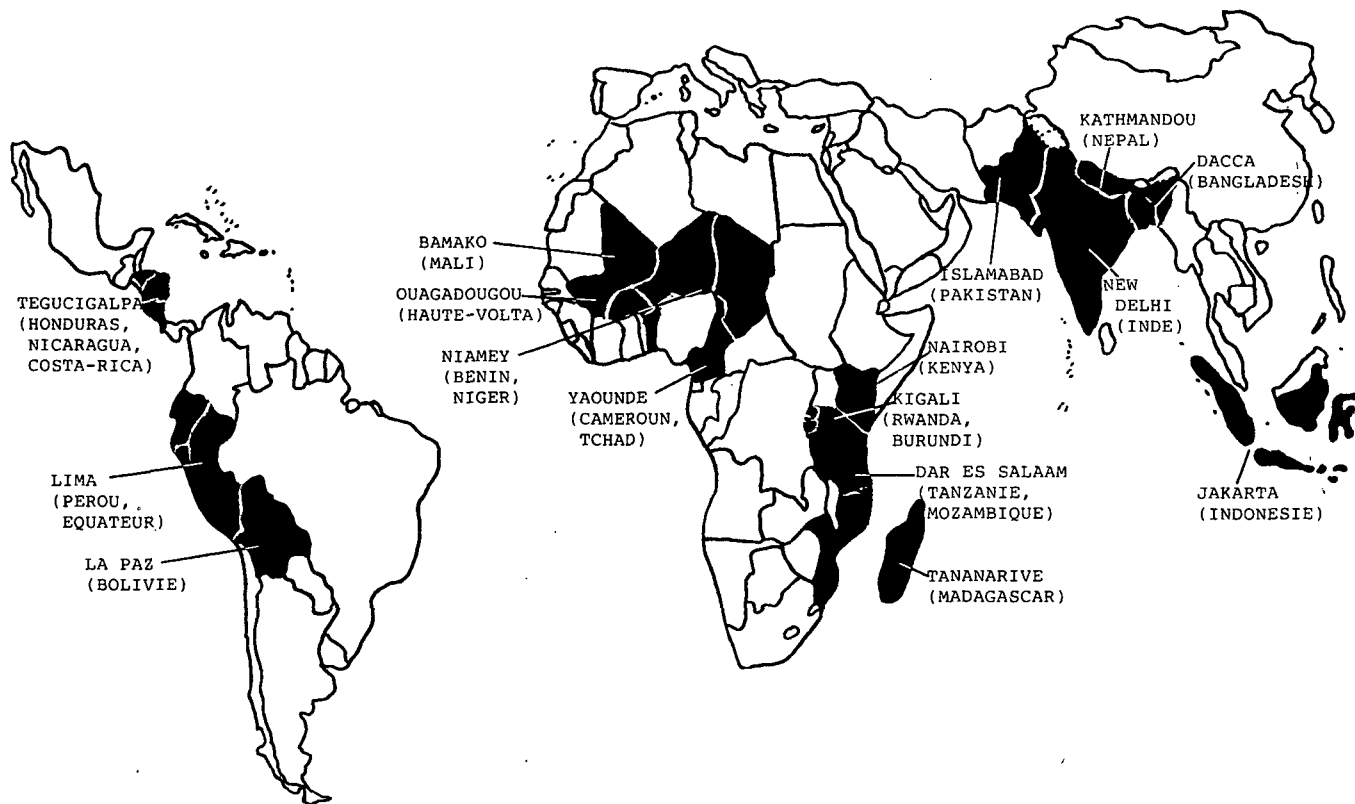 TEGUCIGALPA
(HONDURAS,
NICARAGUA,
COSTA-RICA)
LIMA
(PEROU,
EQUATEUR)
LA PAZ
(BOLIVIE)
BAMAKO
(MALI)
OUAGADOUGOU
(HAUTE-VOLTA)
NIAMEY
(BENIN,
NIGER)
YAOUNDE
(CAMEROUN,
TCHAD)
KATHMANDOU
(NEPAL)
DACCA
(BANGLADESH)
ISLAMABAD
(PAKISTAN)
NEW
DELHI
(INDE)
NAIROBI
(KENYA)
KIGALI
(RWANDA,
BURUNDI)
DAR ES SALAAM
(TANZANIE,
MOZAMBIQUE)
TANANARIVE
(MADAGASCAR)
JAKARTA
(INDONESIE)